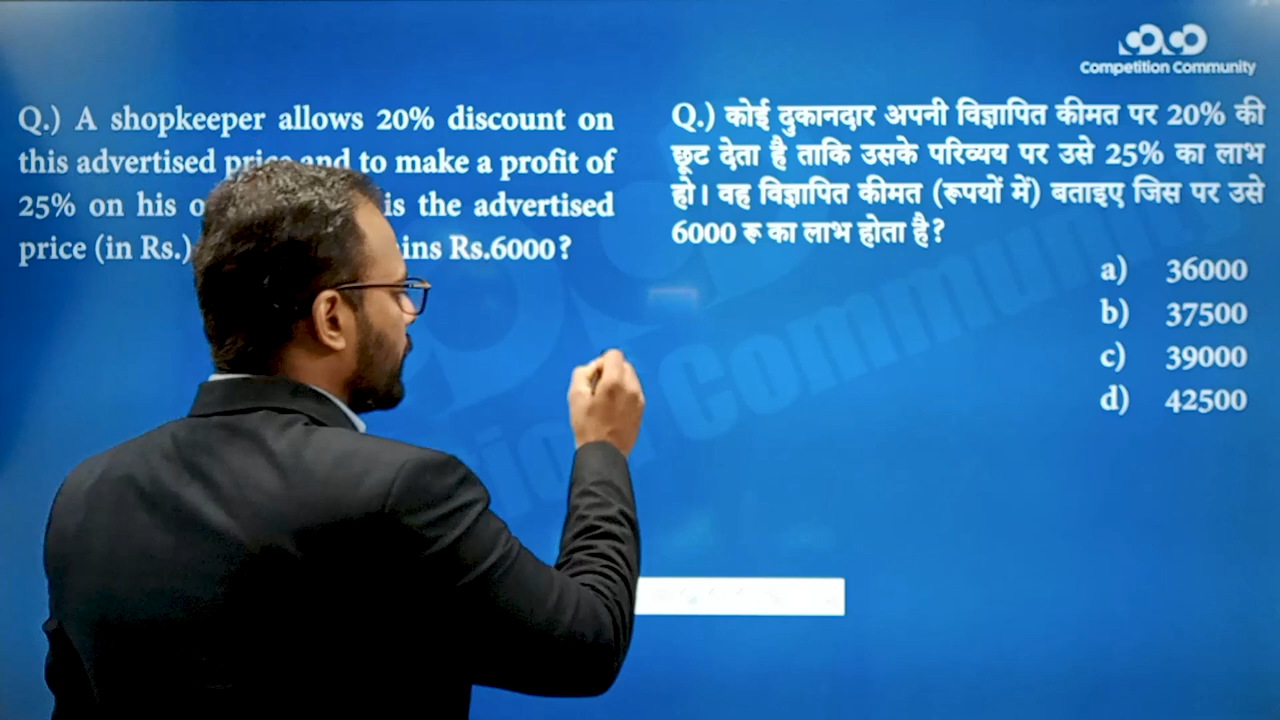 Competition Community
Q.) A shopkeeper allows 20% discount on
this advertised price and to make a profit of
25% on his is the advertised
price (in Rs.) ins Rs.6000?
Q.) कोई दुकानदार अपनी विज्ञापित कीमत पर 20% की
छूट देता है ताकि उसके परिव्यय पर उसे 25% का लाभ
हो। वह विज्ञापित कीमत (रूपयों में) बताइए जिस पर उसे
6000 रू का लाभ होता है?
a) 36000
b) 37500
c) 39000
d) 42500